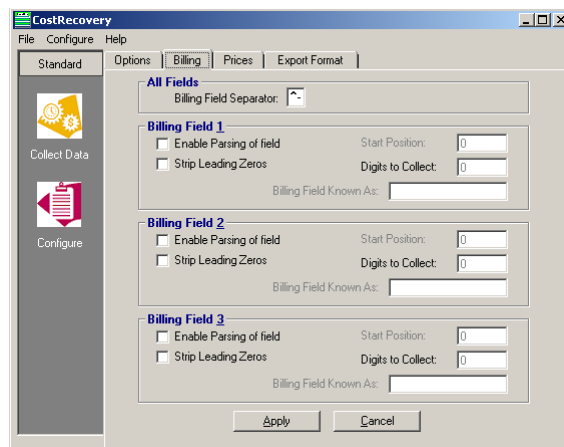 CostRecovery
File Configure Help
Standard
Options Billing Prices Export Format
All Fields
Billing Field Separator: ^-
Billing Field 1
Enable Parsing of field Start Position: 0
Strip Leading Zeros Digits to Collect: 0
Billing Field Known As:
Collect Data
Billing Field 2
Enable Parsing of field Start Position: 0
Strip Leading Zeros Digits to Collect: 0
Billing Field Known As:
Configure
Billing Field 3
Enable Parsing of field Start Position: 0
Strip Leading Zeros Digits to Collect: 0
Billing Field Known As:
Apply Cancel